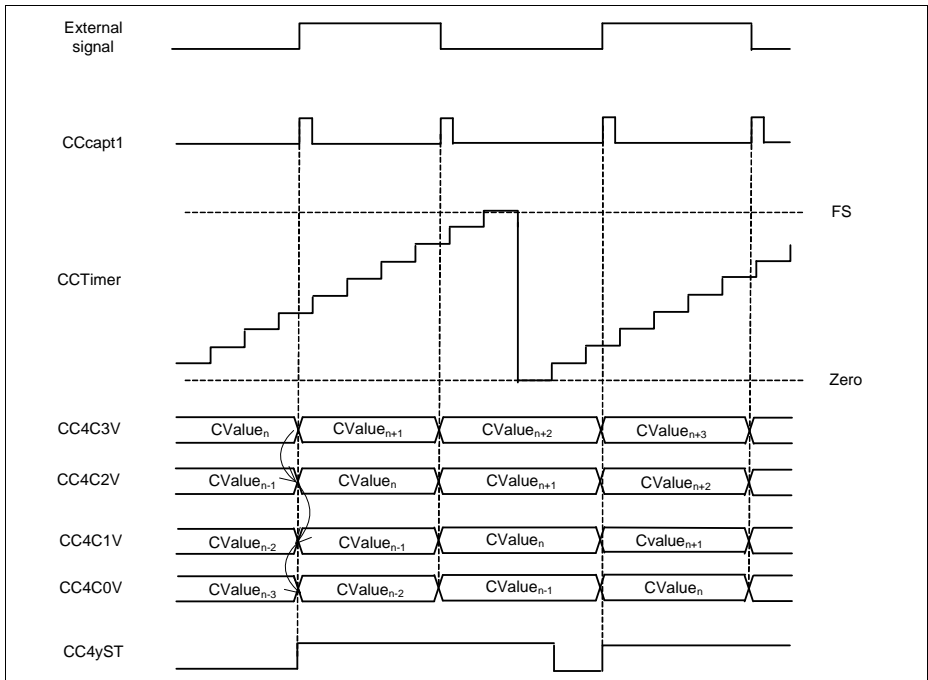 External
signal
CCcapt1
FS
CCTimer
Zero
CC4C3V CValueₙ CValueₙ₊₁ CValueₙ₊₂ CValueₙ₊₃
CC4C2V CValueₙ₋₁ CValueₙ CValueₙ₊₁ CValueₙ₊₂
CC4C1V CValueₙ₋₂ CValueₙ₋₁ CValueₙ Cvalueₙ₊₁
CC4C0V CValueₙ₋₃ CValueₙ₋₂ CValueₙ₋₁ CValueₙ
CC4yST